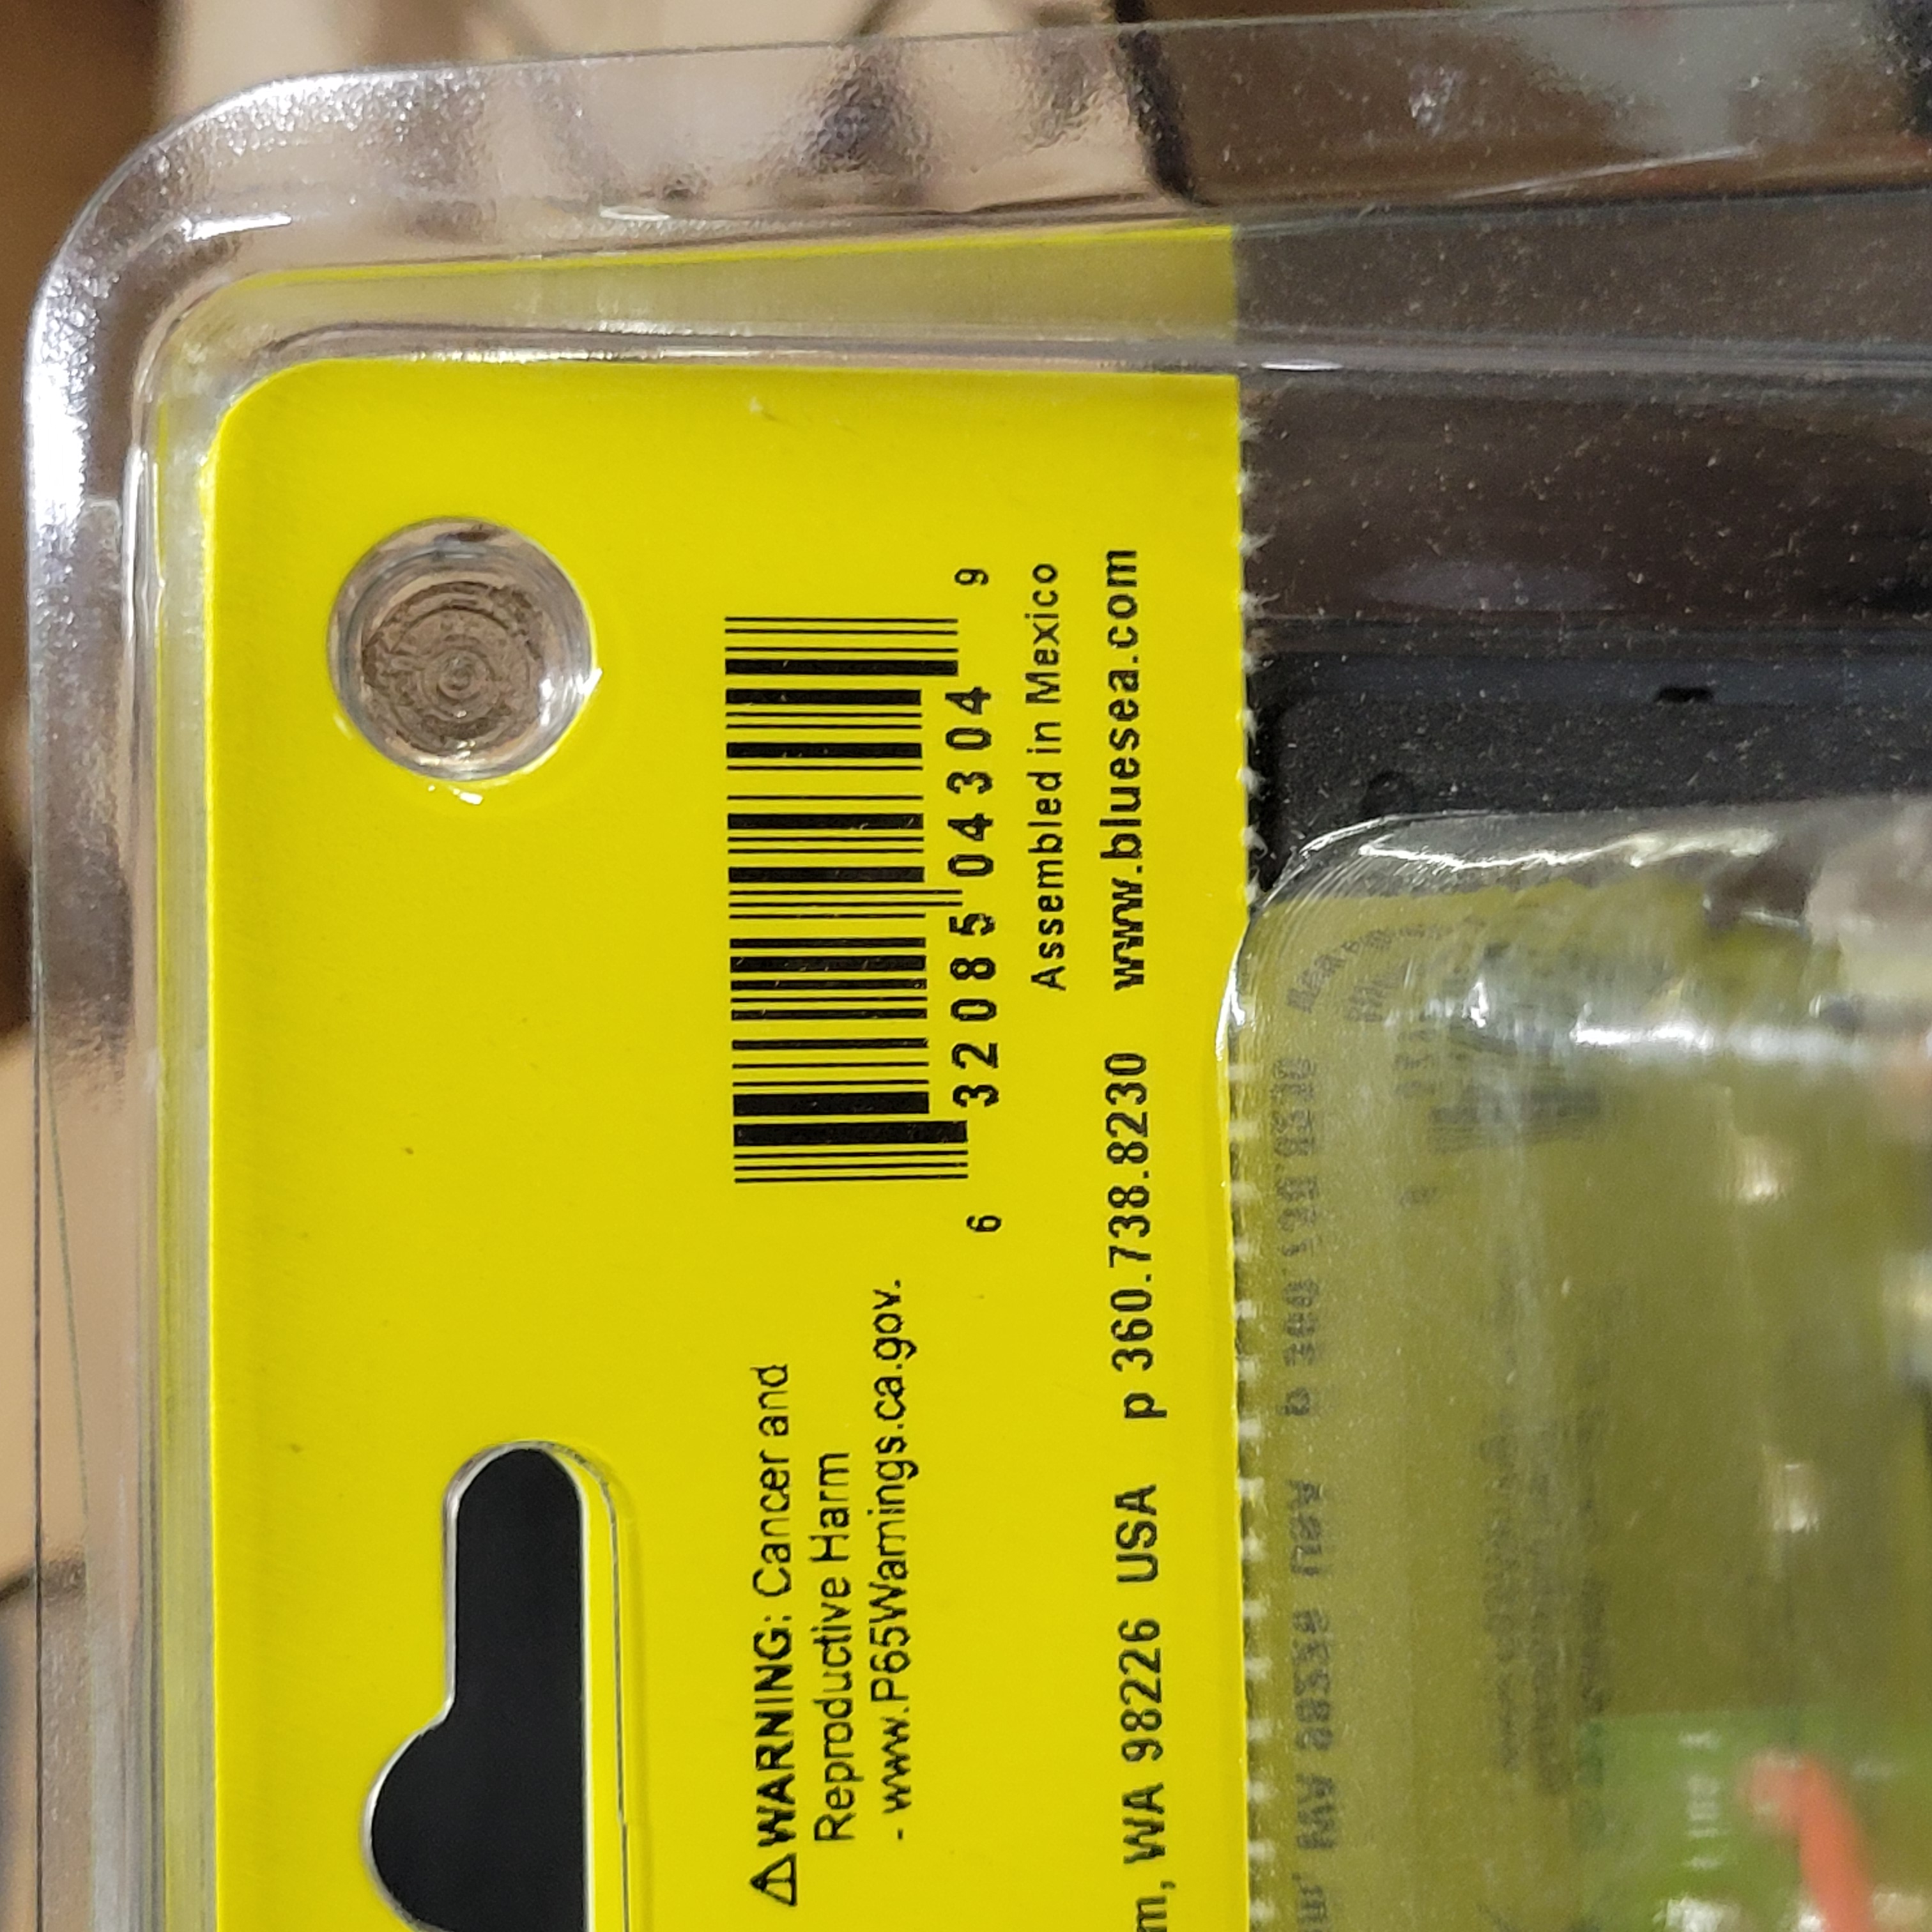 ⚠WARNING: Cancer and
Reproductive Harm
- www.P65Warnings.ca.gov.
6 32085 04304 9
Assembled in Mexico
WA 98226 USA p 360.738.8230 www.bluesea.com